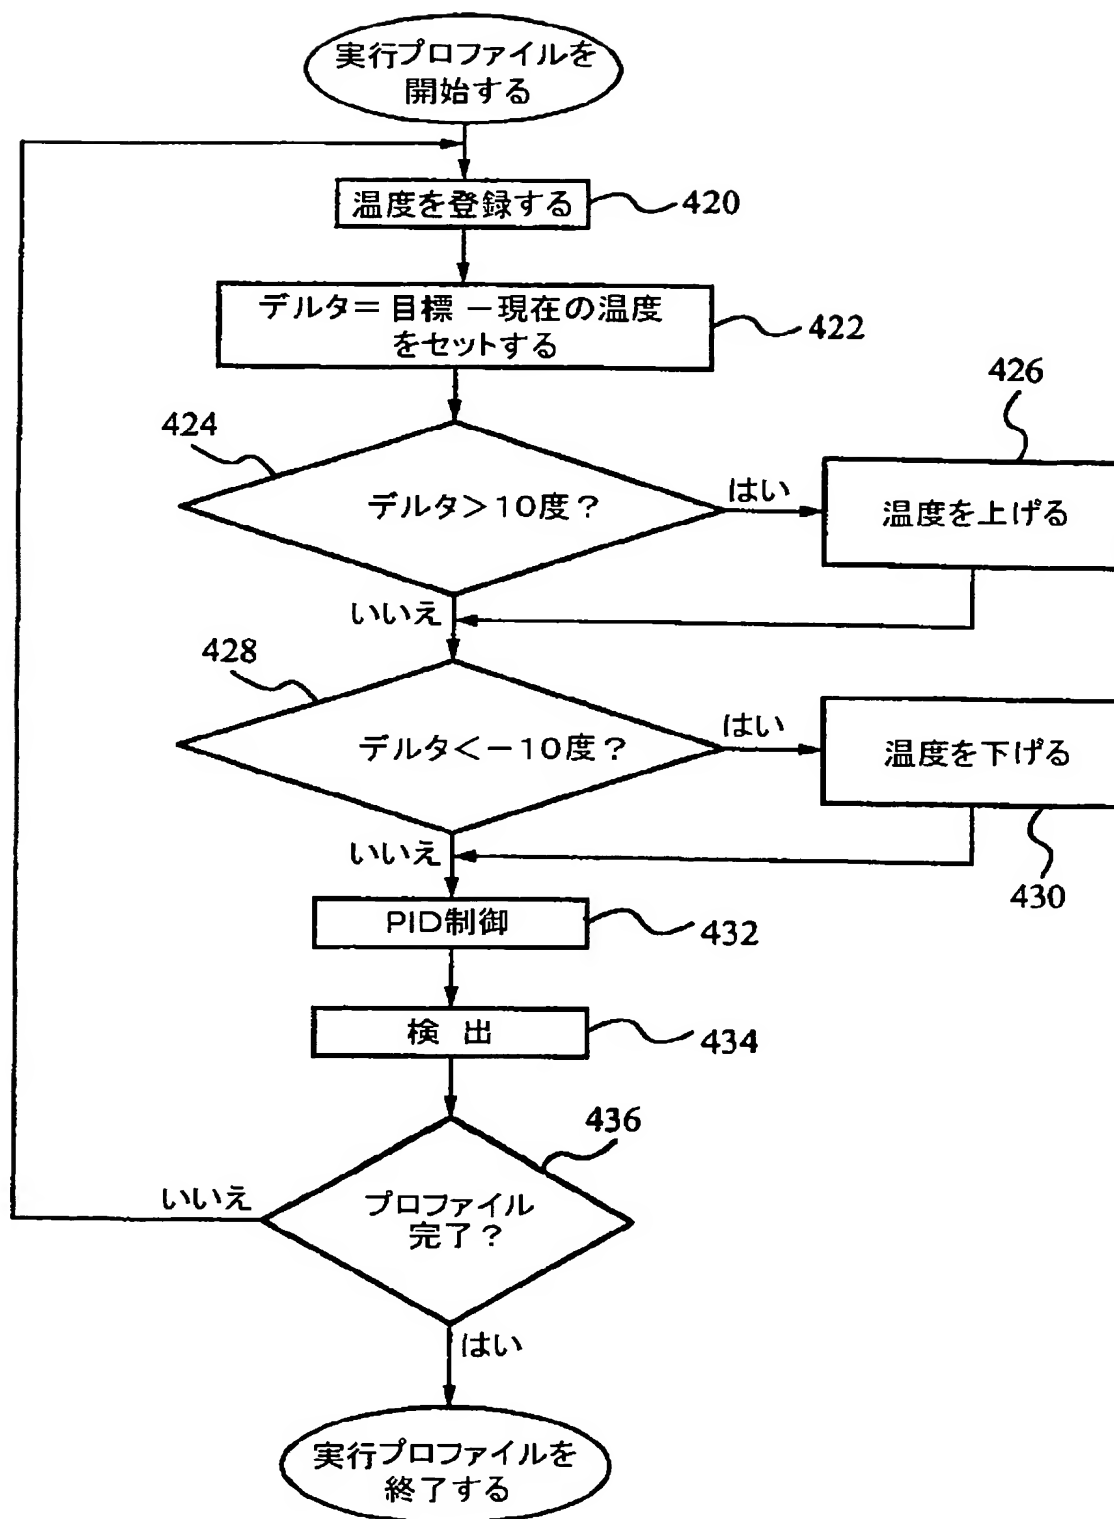 実行プロファイルを
開始する
温度を登録する
420
デルタ＝目標－現在の温度
をセットする
422
424
デルタ＞10度？
はい
426
温度を上げる
いいえ
428
デルタ＜－10度？
はい
温度を下げる
430
いいえ
PID制御
432
検出
434
436
プロファイル
完了？
いいえ
はい
実行プロファイルを
終了する